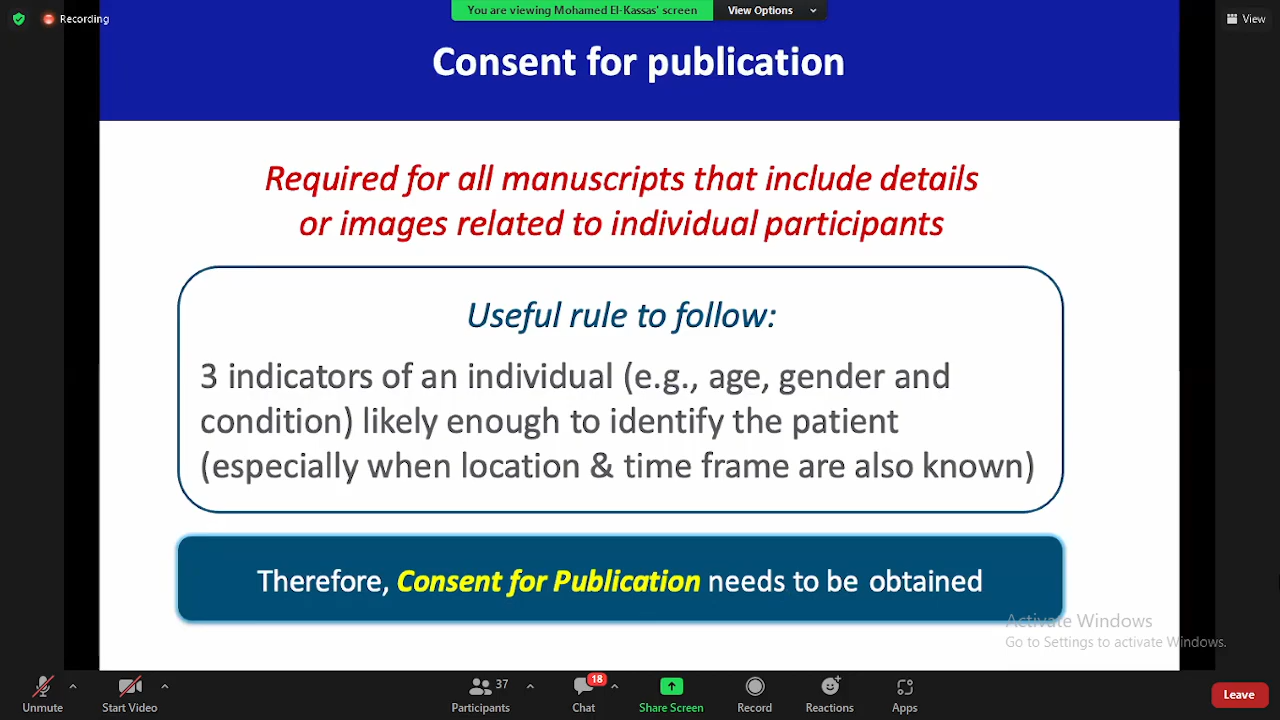 You are viewing Mohamed El-Kassas' screen
View Options
Recording
View
Consent for publication
Required for all manuscripts that include details
or images related to individual participants
Useful rule to follow:
3 indicators of an individual (e.g., age, gender and
condition) likely enough to identify the patient
(especially when location & time frame are also known)
Therefore, Consent for Publication needs to be obtained
Activate Windows
Go to Settings to activate Windows.
Unmute
Start Video
37
Participants
18
Chat
Share Screen
Record
Reactions
Apps
Leave